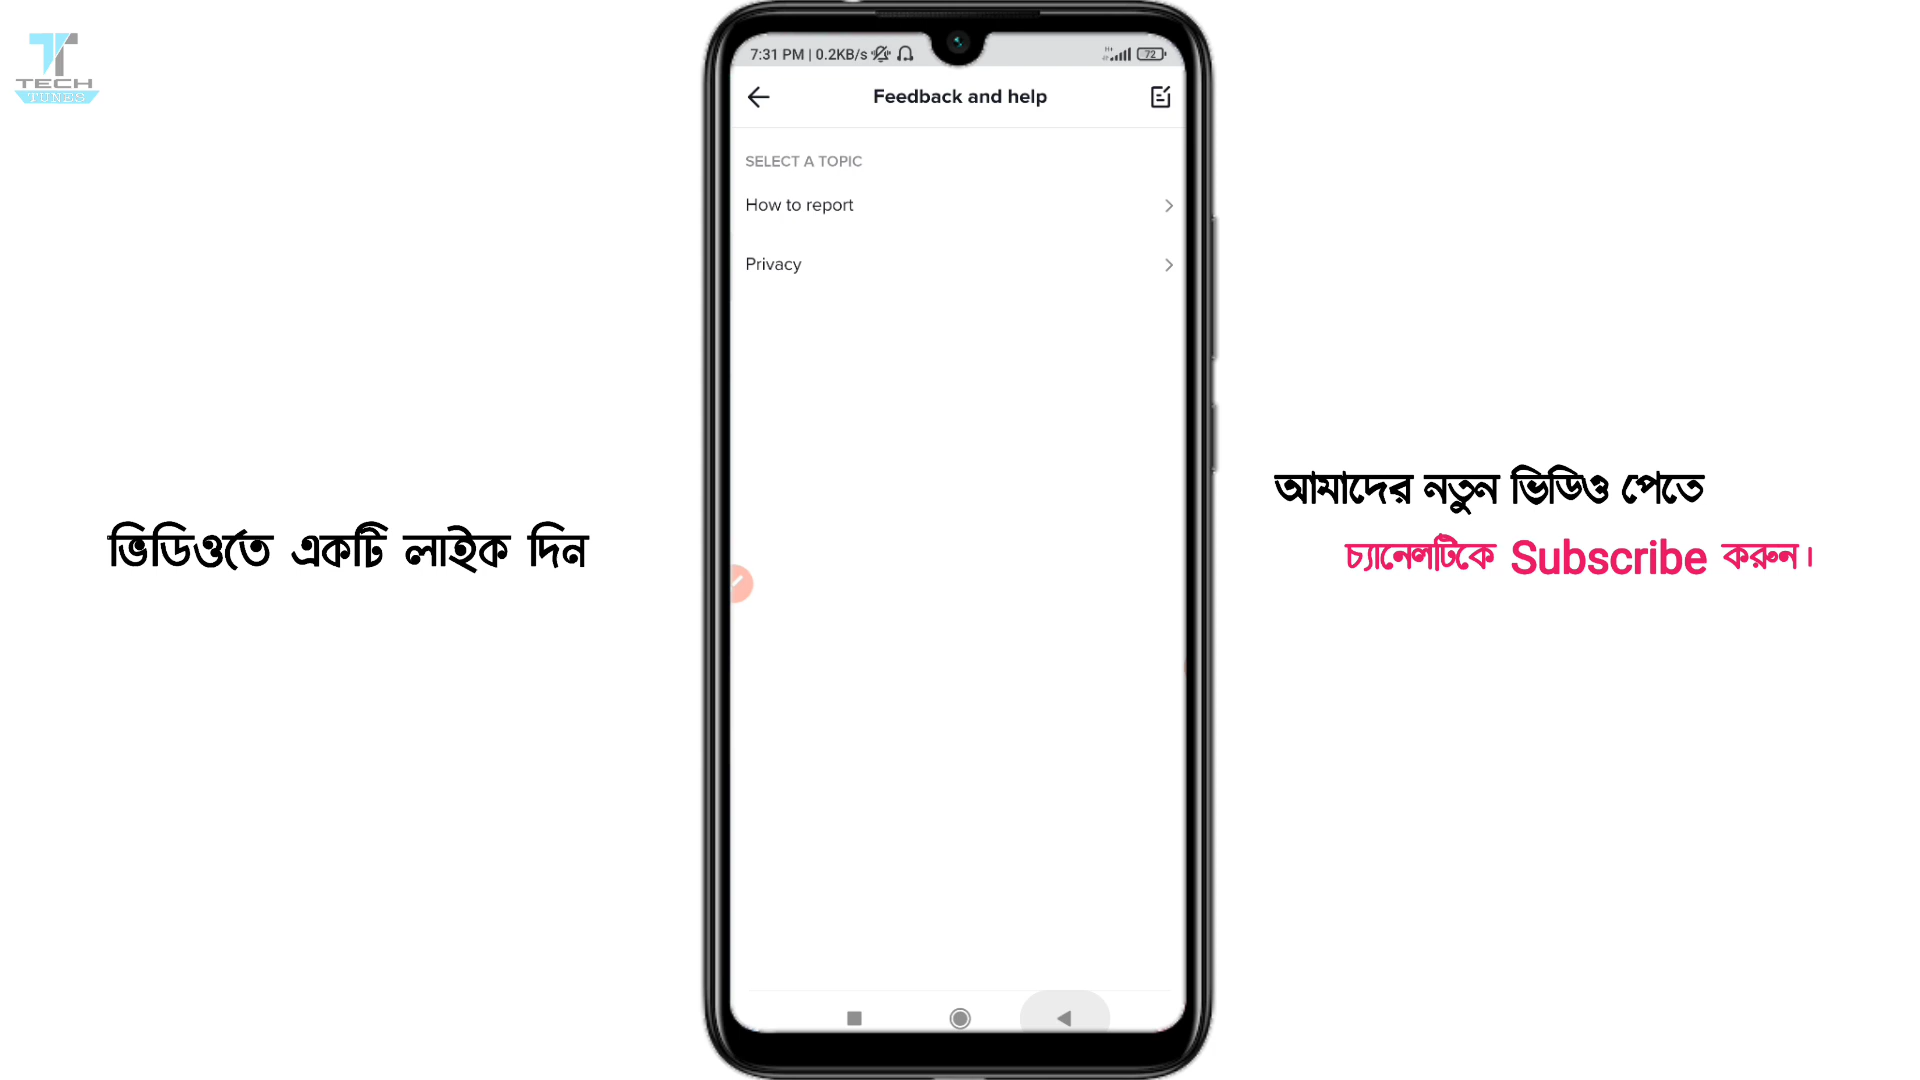 TECH
TUNES
7:31 PM | 0.2KB/s
72
Feedback and help
SELECT A TOPIC
How to report
Privacy
ভিডিওতে একটি লাইক দিন
আমাদের নতুন ভিডিও পেতে
চ্যানেলটিকে Subscribe করুন।